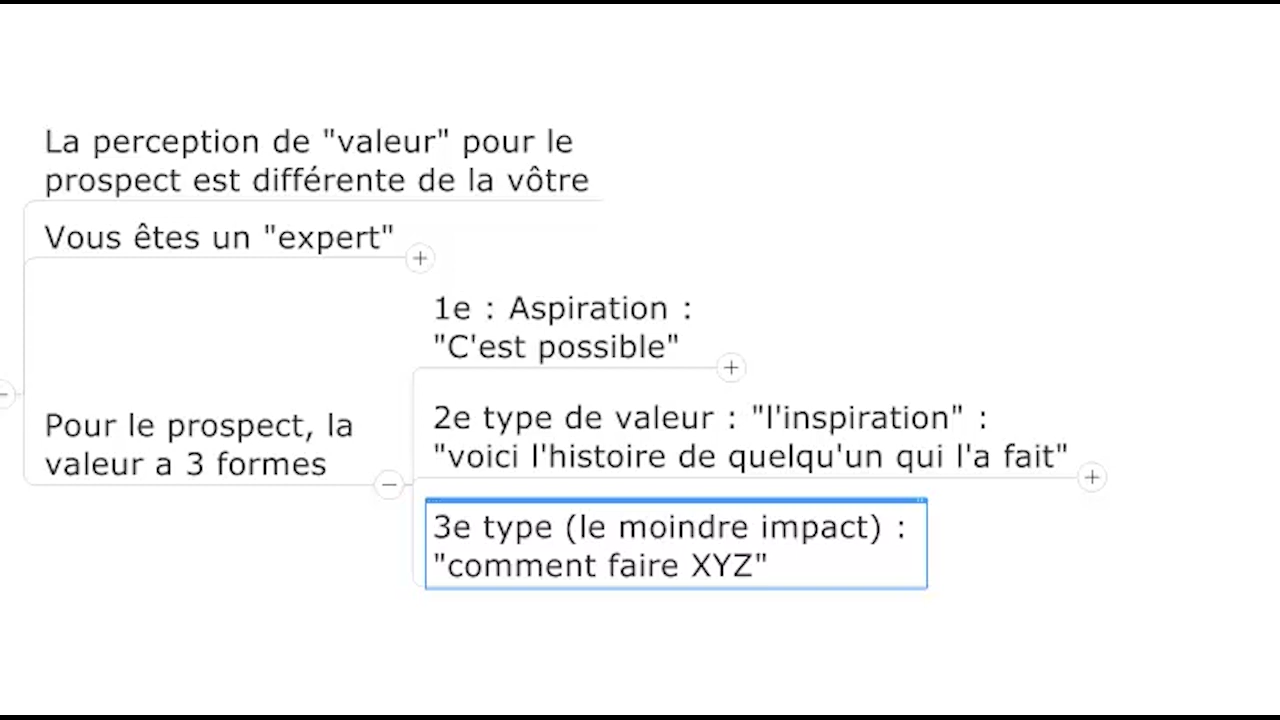 La perception de "valeur" pour le
prospect est différente de la vôtre
Vous êtes un "expert"
1e : Aspiration :
"C'est possible"
2e type de valeur : "l'inspiration" :
"voici l'histoire de quelqu'un qui l'a fait"
Pour le prospect, la
valeur a 3 formes
3e type (le moindre impact) :
"comment faire XYZ"